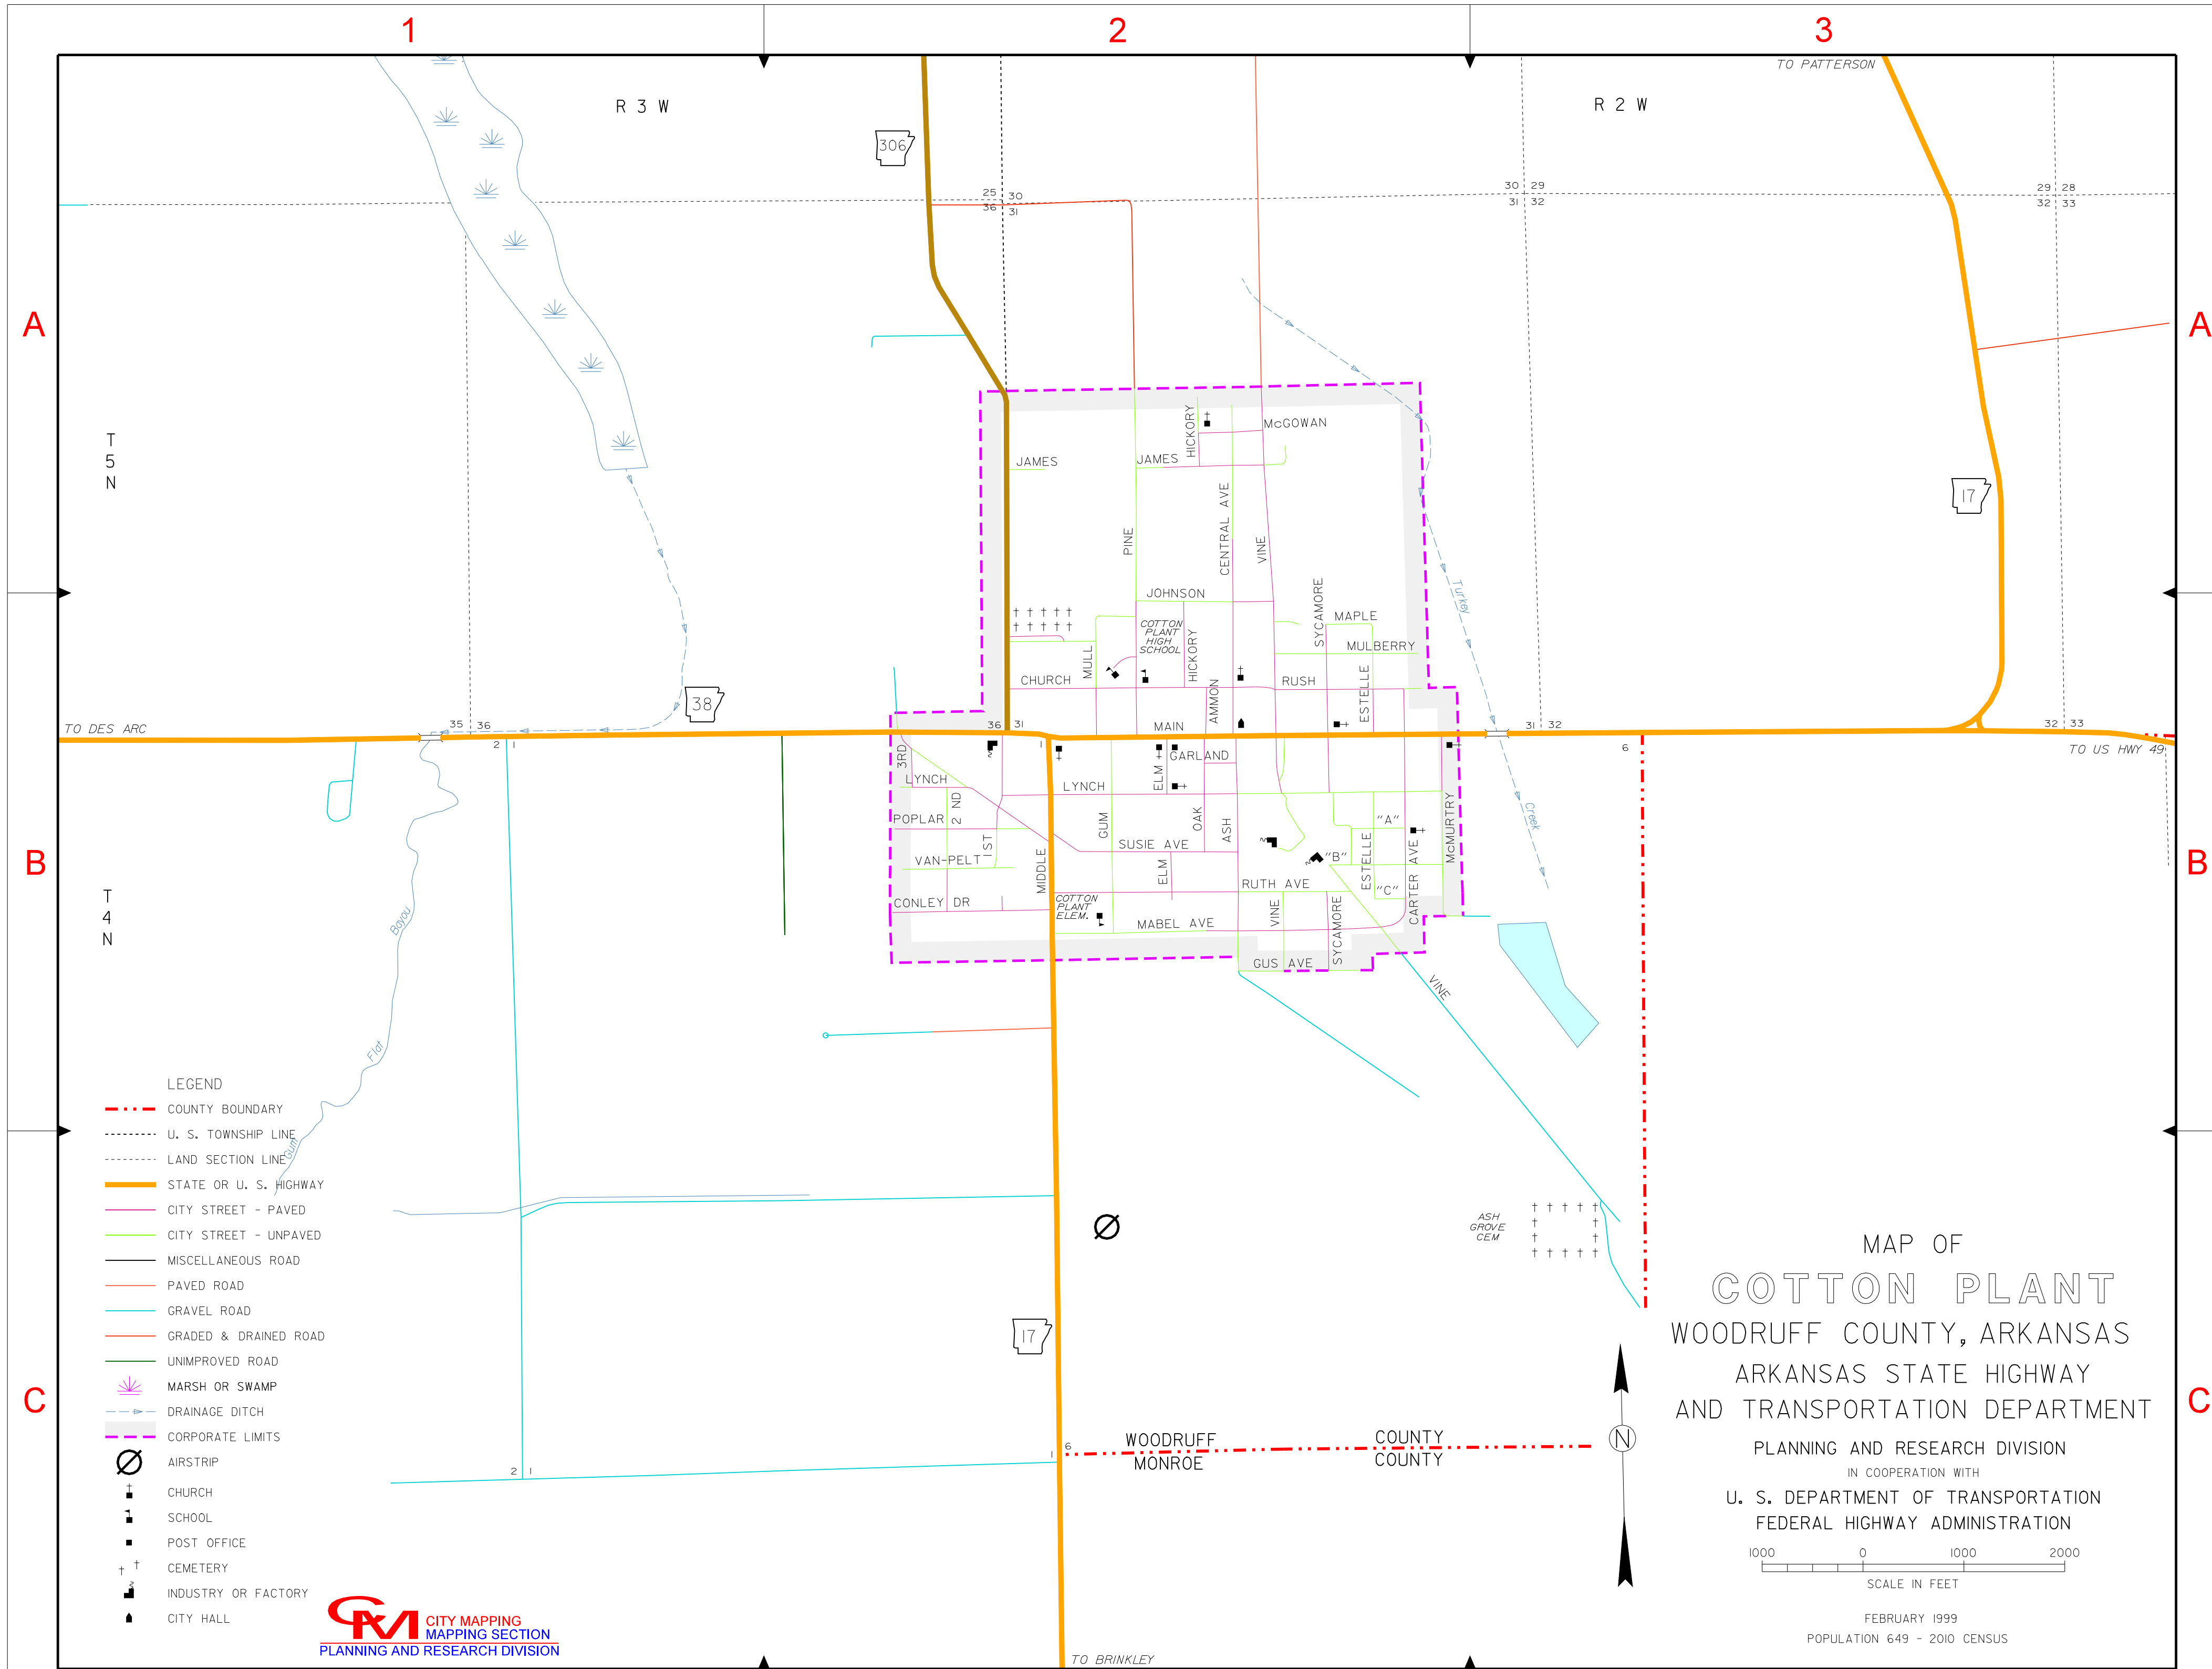 1
2
3
TO PATTERSON
R 3 W
R 2 W
306
25 30
36 31
30 29
31 32
29 28
32 33
A
A
T
5
N
HICKORY
McGOWAN
JAMES
JAMES
17
PINE
CENTRAL AVE
VINE
Turkey
JOHNSON
SYCAMORE
MAPLE
COTTON
PLANT
HIGH
SCHOOL
HICKORY
MULL
MULBERRY
CHURCH
RUSH
ESTELLE
AMMON
38
TO DES ARC
35 36
2 1
36 31
1
MAIN
31 32
6
32 33
TO US HWY 49
3RD
GARLAND
LYNCH
LYNCH
ELM
2 ND
POPLAR
GUM
OAK
ASH
"A"
McMURTRY
Creek
1ST
SUSIE AVE
VAN-PELT
"B"
B
B
MIDDLE
ELM
RUTH AVE
ESTELLE
"C"
CARTER AVE
T
4
N
CONLEY DR
COTTON
PLANT
ELEM.
MABEL AVE
VINE
SYCAMORE
GUS AVE
Bayou
VINE
Flat
Gum
LEGEND
COUNTY BOUNDARY
U. S. TOWNSHIP LINE
LAND SECTION LINE
STATE OR U. S. HIGHWAY
CITY STREET - PAVED
CITY STREET - UNPAVED
MISCELLANEOUS ROAD
PAVED ROAD
GRAVEL ROAD
GRADED & DRAINED ROAD
UNIMPROVED ROAD
MARSH OR SWAMP
DRAINAGE DITCH
CORPORATE LIMITS
AIRSTRIP
CHURCH
SCHOOL
POST OFFICE
CEMETERY
INDUSTRY OR FACTORY
CITY HALL
ASH
GROVE
CEM
17
C
C
2 1
1 6
WOODRUFF COUNTY
MONROE COUNTY
N
TO BRINKLEY
CM CITY MAPPING
MAPPING SECTION
PLANNING AND RESEARCH DIVISION
MAP OF
COTTON PLANT
WOODRUFF COUNTY, ARKANSAS
ARKANSAS STATE HIGHWAY
AND TRANSPORTATION DEPARTMENT
PLANNING AND RESEARCH DIVISION
IN COOPERATION WITH
U. S. DEPARTMENT OF TRANSPORTATION
FEDERAL HIGHWAY ADMINISTRATION
1000 0 1000 2000
SCALE IN FEET
FEBRUARY 1999
POPULATION 649 - 2010 CENSUS